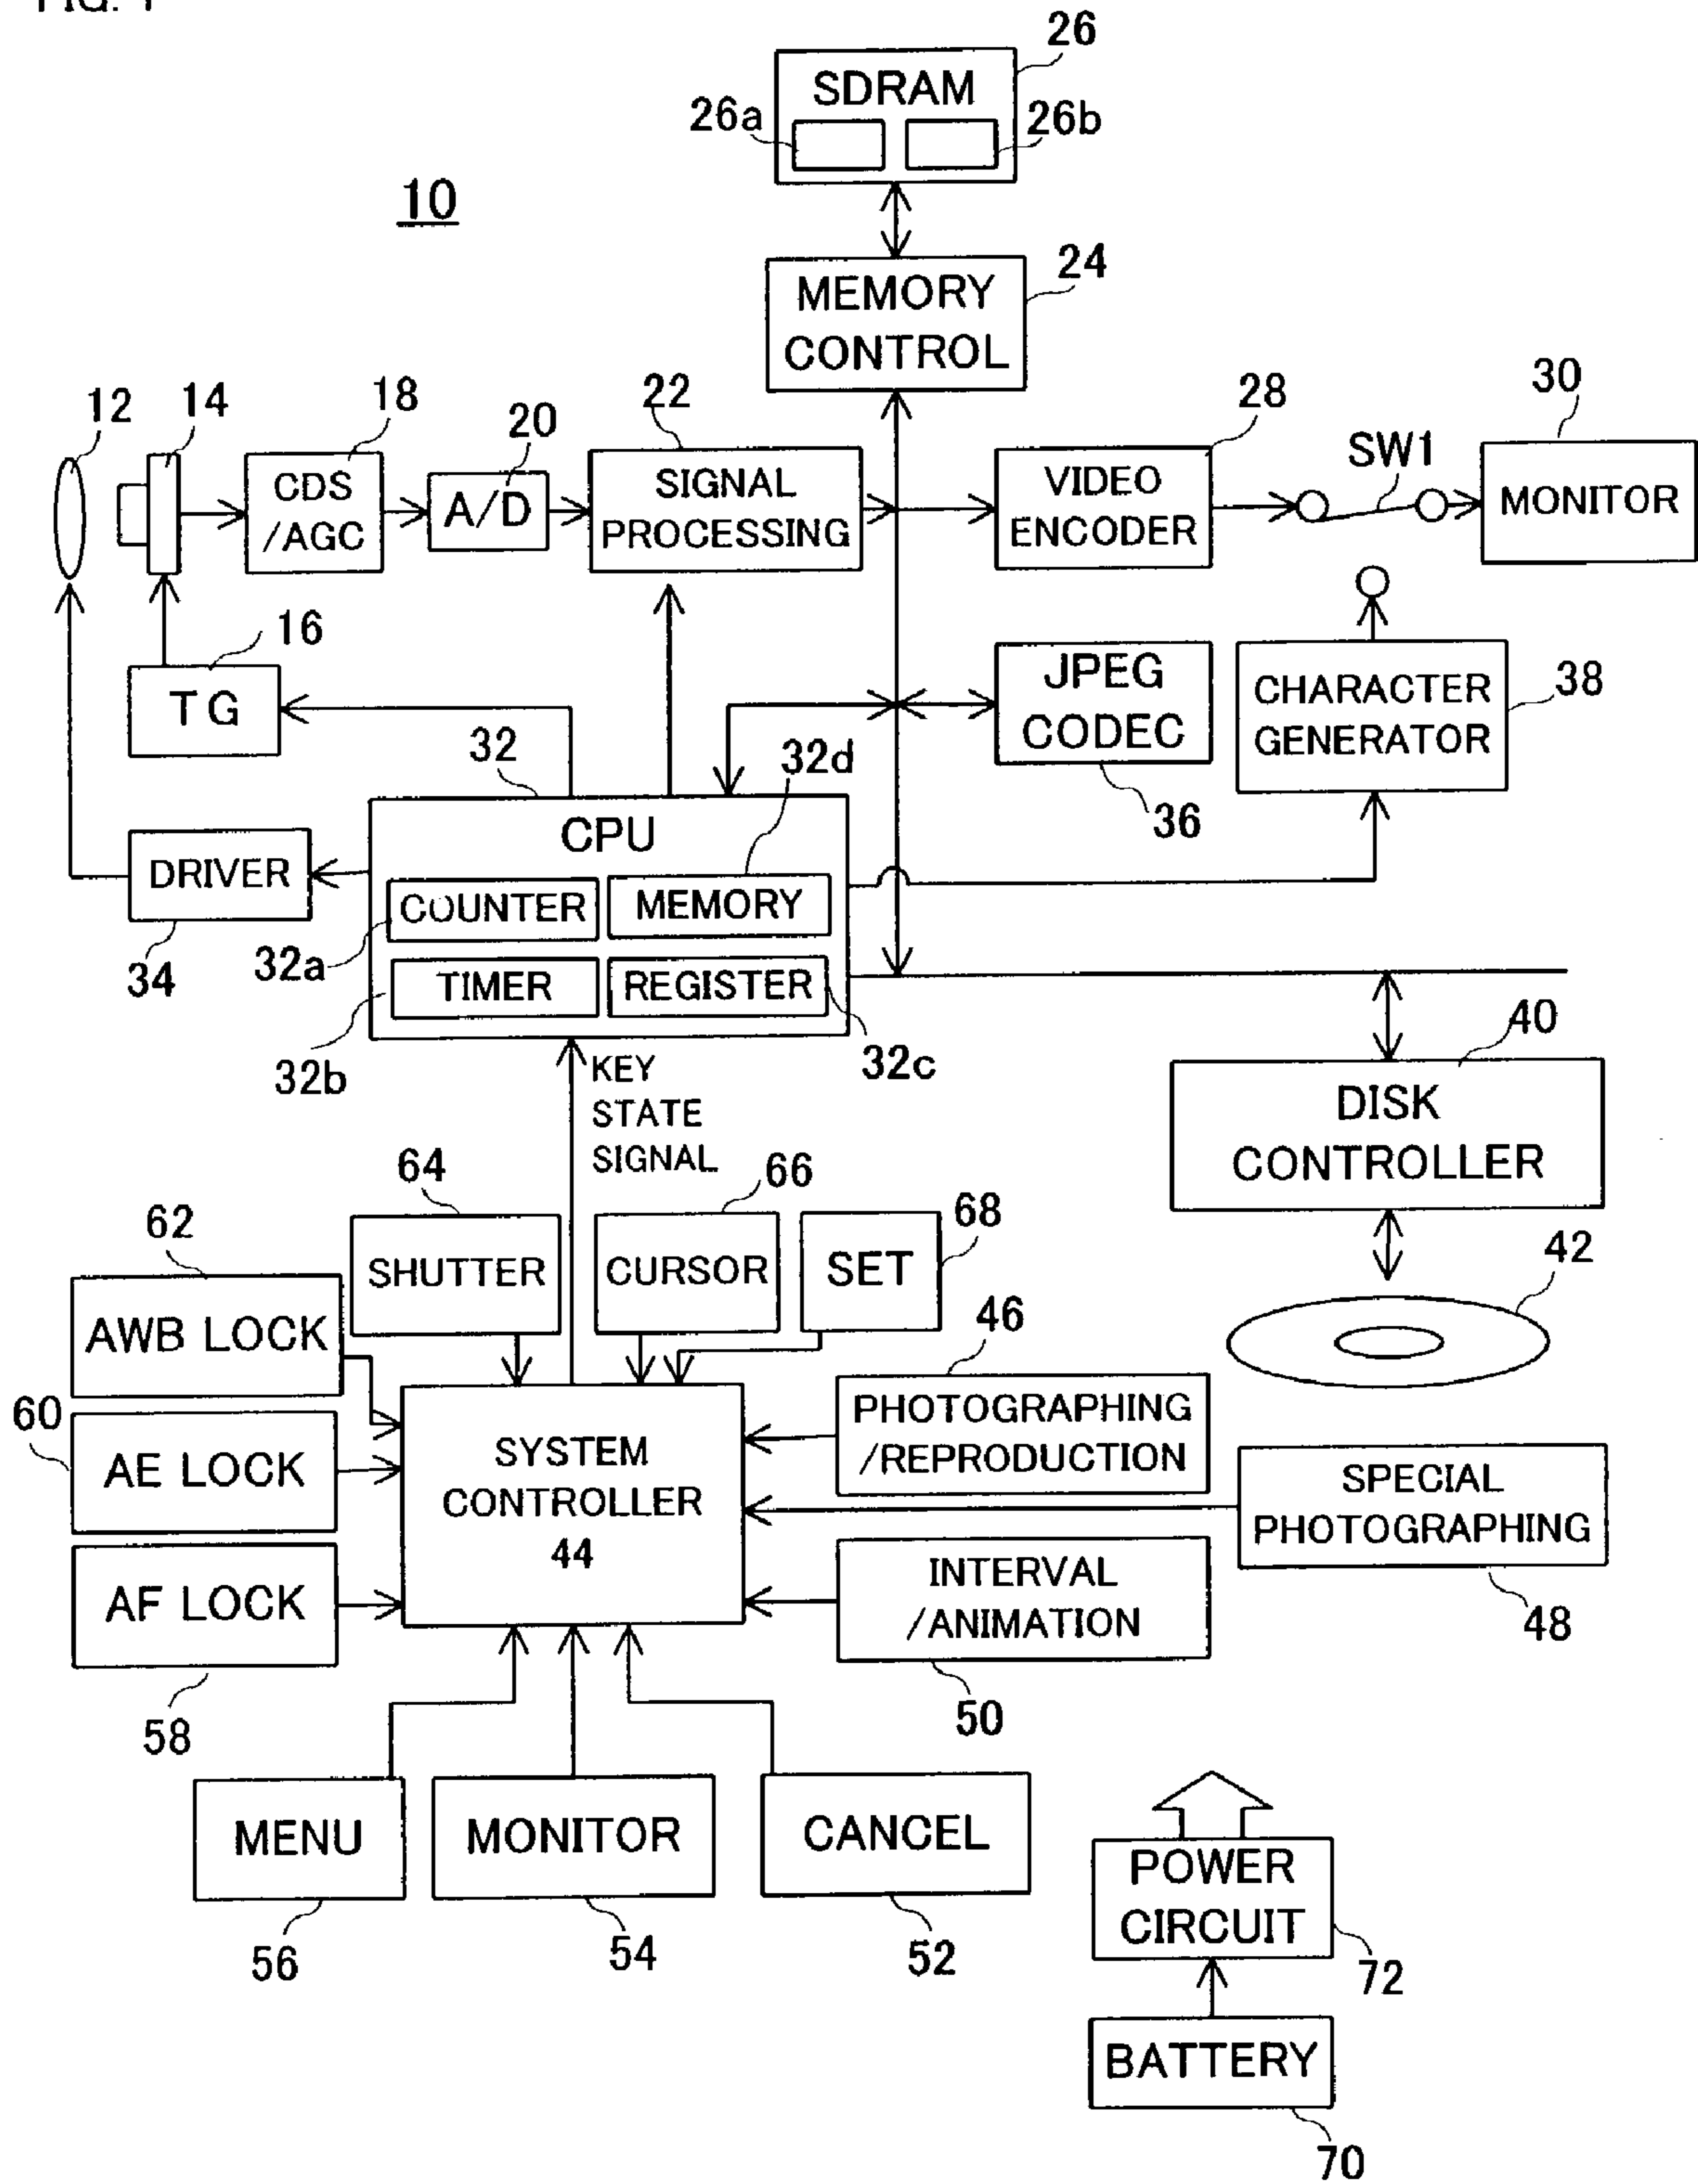 FIG. 1
26
SDRAM
26a
26b
10
24
MEMORY
CONTROL
12
14
18
20
22
28
30
SW1
CDS
/AGC
A/D
SIGNAL
PROCESSING
VIDEO
ENCODER
MONITOR
16
TG
JPEG
CODEC
36
CHARACTER
GENERATOR
38
32
32d
CPU
DRIVER
34
COUNTER
MEMORY
32a
TIMER
REGISTER
32b
32c
KEY
STATE
SIGNAL
40
DISK
CONTROLLER
42
64
66
68
62
SHUTTER
CURSOR
SET
AWB LOCK
46
PHOTOGRAPHING
/REPRODUCTION
60
AE LOCK
SYSTEM
CONTROLLER
44
SPECIAL
PHOTOGRAPHING
48
AF LOCK
58
INTERVAL
/ANIMATION
50
MENU
56
MONITOR
54
CANCEL
52
POWER
CIRCUIT
72
BATTERY
70